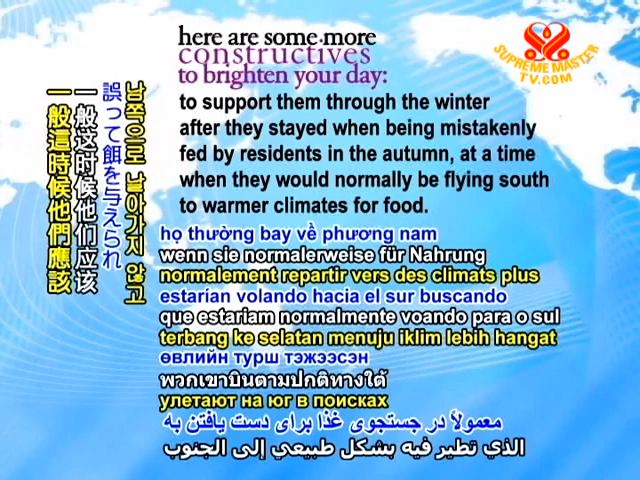 here are some more
constructives
to brighten your day:
SUPREME MASTER
TV.COM
to support them through the winter
after they stayed when being mistakenly
fed by residents in the autumn, at a time
when they would normally be flying south
to warmer climates for food.
남쪽으로 날아가지 않고
誤って餌を与えられ
一般这时候他们应该
一般這時候他們應該
họ thường bay về phương nam
wenn sie normalerweise für Nahrung
normalement repartir vers des climats plus
estarían volando hacia el sur buscando
que estariam normalmente voando para o sul
terbang ke selatan menuju iklim lebih hangat
өвлийн турш тэжээсэн
พวกเขาบินตามปกติทางใต้
улетают на юг в поисках
معمولاً در جستجوی غذا برای دست یافتن به
الذي تطير فيه بشكل طبيعي إلى الجنوب